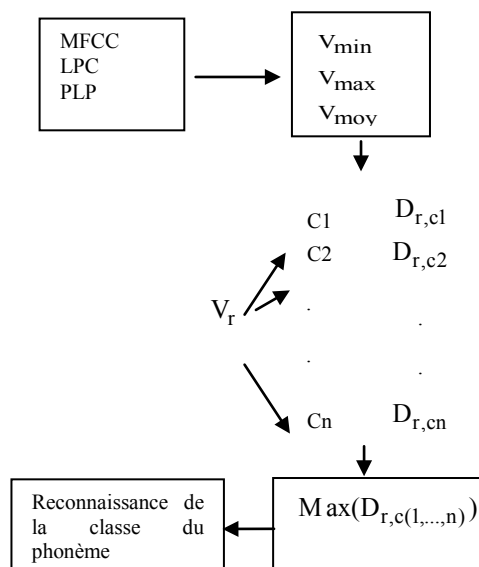 MFCC
LPC
PLP
Vmin
Vmax
Vmoy
C1 Dr,c1
C2 Dr,c2
Vr
. .
. .
Cn Dr,cn
Reconnaissance de
la classe du
phonème
Max(Dr,c(1,...,n))